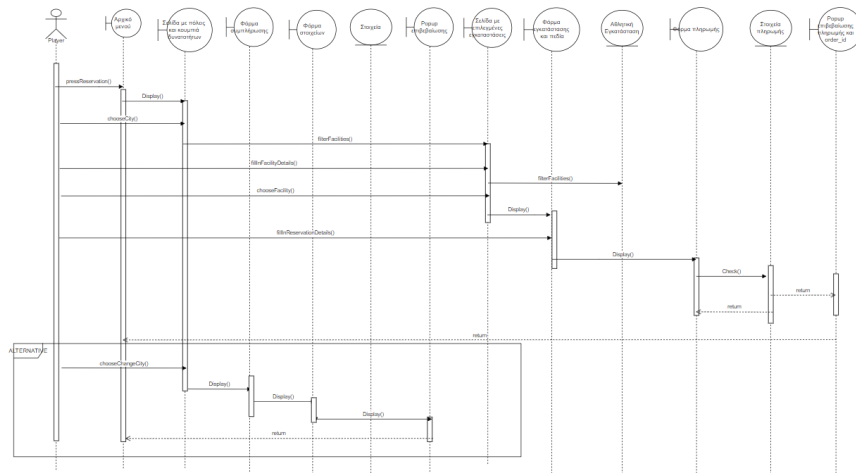 Player
Αρχικό
μενού
Σελίδα με πόλεις
και κουμπιά
δυνατοτήτων
Φόρμα
συμπλήρωσης
Φόρμα
στοιχείων
Στοιχεία
Popup
επιβεβαίωσης
Σελίδα με
επιλεγμένες
εγκαταστάσεις
Φόρμα
εγκατάστασης
και πεδία
Αθλητική
Εγκατάσταση
Φόρμα πληρωμής
Στοιχεία
πληρωμής
Popup
επιβεβαίωσης
πληρωμής και
order_id
pressReservation()
Display()
chooseCity()
filterFacilities()
fillInFacilityDetails()
filterFacilities()
chooseFacility()
Display()
fillInReservationDetails()
Display()
Check()
return
return
return
ALTERNATIVE
chooseChangeCity()
Display()
Display()
Display()
return